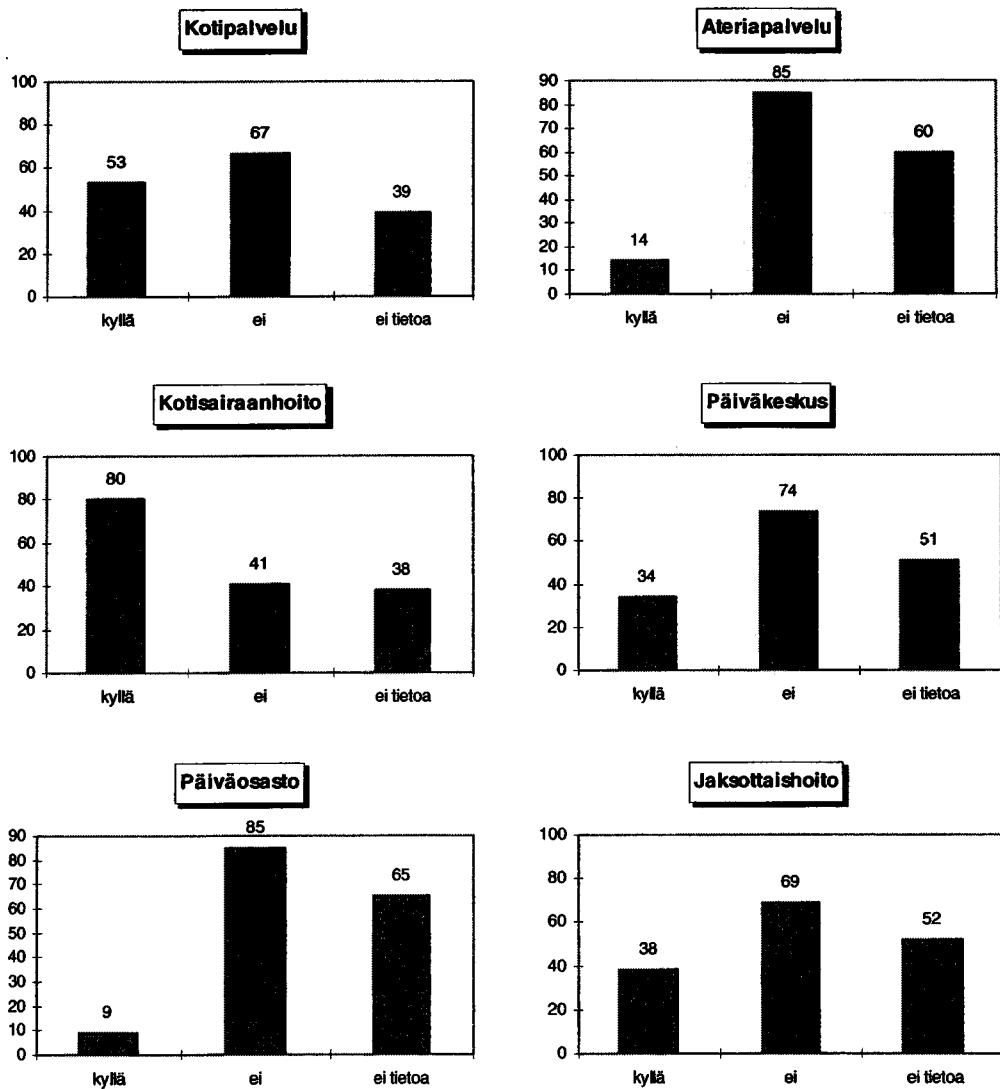 Kotipalvelu
100
80
60
40
20
0
53
67
39
kyllä
ei
ei tietoa
Ateriapalvelu
90
80
70
60
50
40
30
20
10
0
14
85
60
kyllä
ei
ei tietoa
Kotisairaanhoito
100
80
60
40
20
0
80
41
38
kyllä
ei
ei tietoa
Päiväkeskus
100
80
60
40
20
0
34
74
51
kyllä
ei
ei tietoa
Päiväosasto
90
80
70
60
50
40
30
20
10
0
9
85
65
kyllä
ei
ei tietoa
Jaksottaishoito
100
80
60
40
20
0
38
69
52
kyllä
ei
ei tietoa